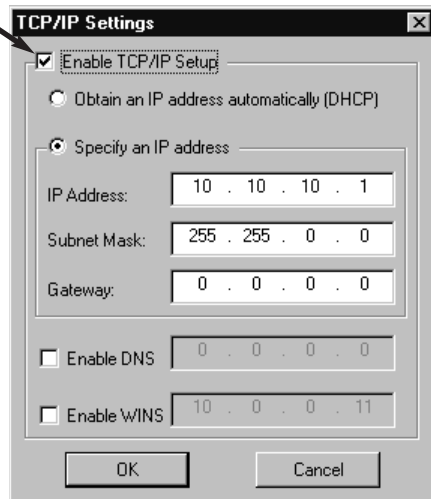 TCP/IP Settings
Enable TCP/IP Setup
Obtain an IP address automatically (DHCP)
Specify an IP address
IP Address: 10 . 10 . 10 . 1
Subnet Mask: 255 . 255 . 0 . 0
Gateway: 0 . 0 . 0 . 0
Enable DNS 0 . 0 . 0 . 0
Enable WINS 10 . 0 . 0 . 11
OK Cancel